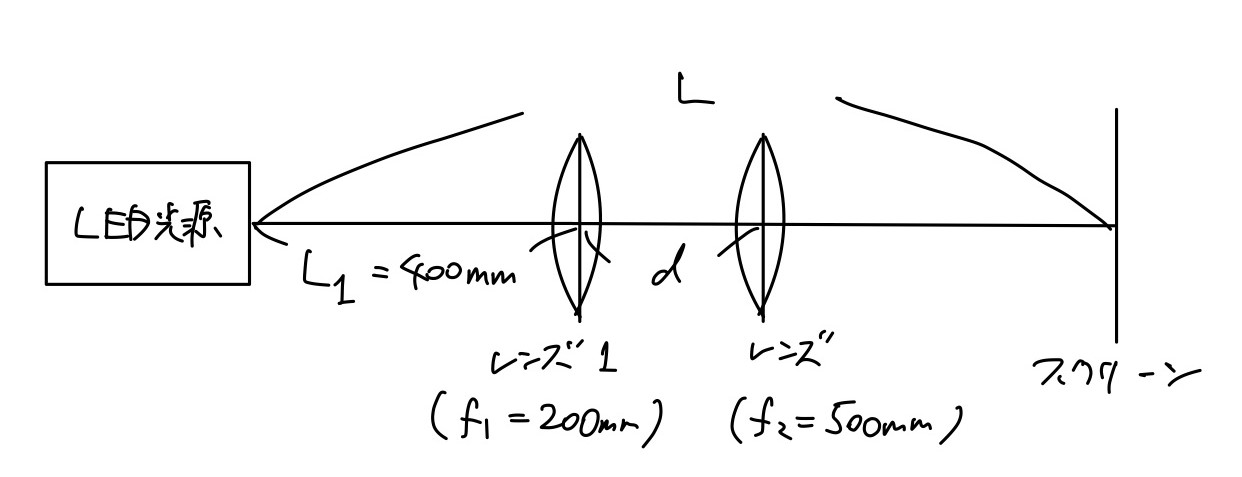 L
LED光源
L1 = 400mm
d
レンズ1
レンズ
スクリーン
(f1 = 200mm)
(f2 = 500mm)